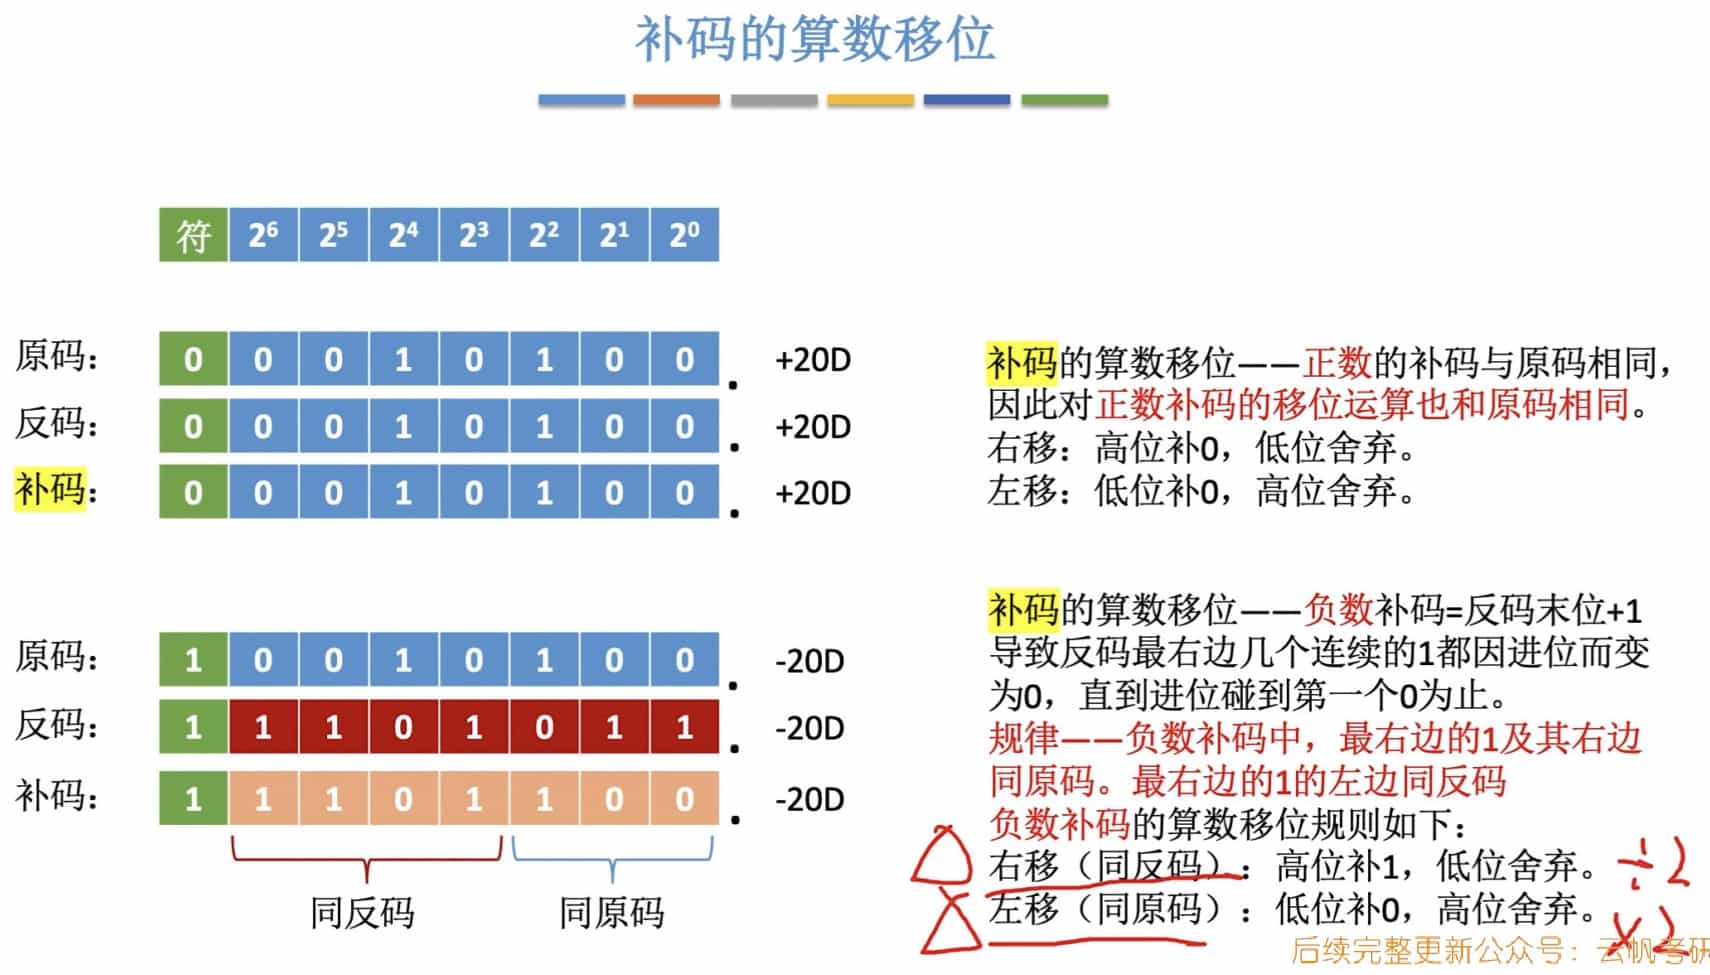 补码的算数移位
符 2⁶ 2⁵ 2⁴ 2³ 2² 2¹ 2⁰
原码： 0 0 0 1 0 1 0 0 . +20D
反码： 0 0 0 1 0 1 0 0 . +20D
补码： 0 0 0 1 0 1 0 0 . +20D
补码的算数移位——正数的补码与原码相同，
因此对正数补码的移位运算也和原码相同。
右移：高位补0，低位舍弃。
左移：低位补0，高位舍弃。
原码： 1 0 0 1 0 1 0 0 . -20D
反码： 1 1 1 0 1 0 1 1 . -20D
补码： 1 1 1 0 1 1 0 0 . -20D
同反码 同原码
补码的算数移位——负数补码=反码末位+1
导致反码最右边几个连续的1都因进位而变
为0，直到进位碰到第一个0为止。
规律——负数补码中，最右边的1及其右边
同原码。最右边的1的左边同反码
负数补码的算数移位规则如下：
右移（同反码）：高位补1，低位舍弃。 ÷2
左移（同原码）：低位补0，高位舍弃。 ×2
后续完整更新公众号：云帆考研